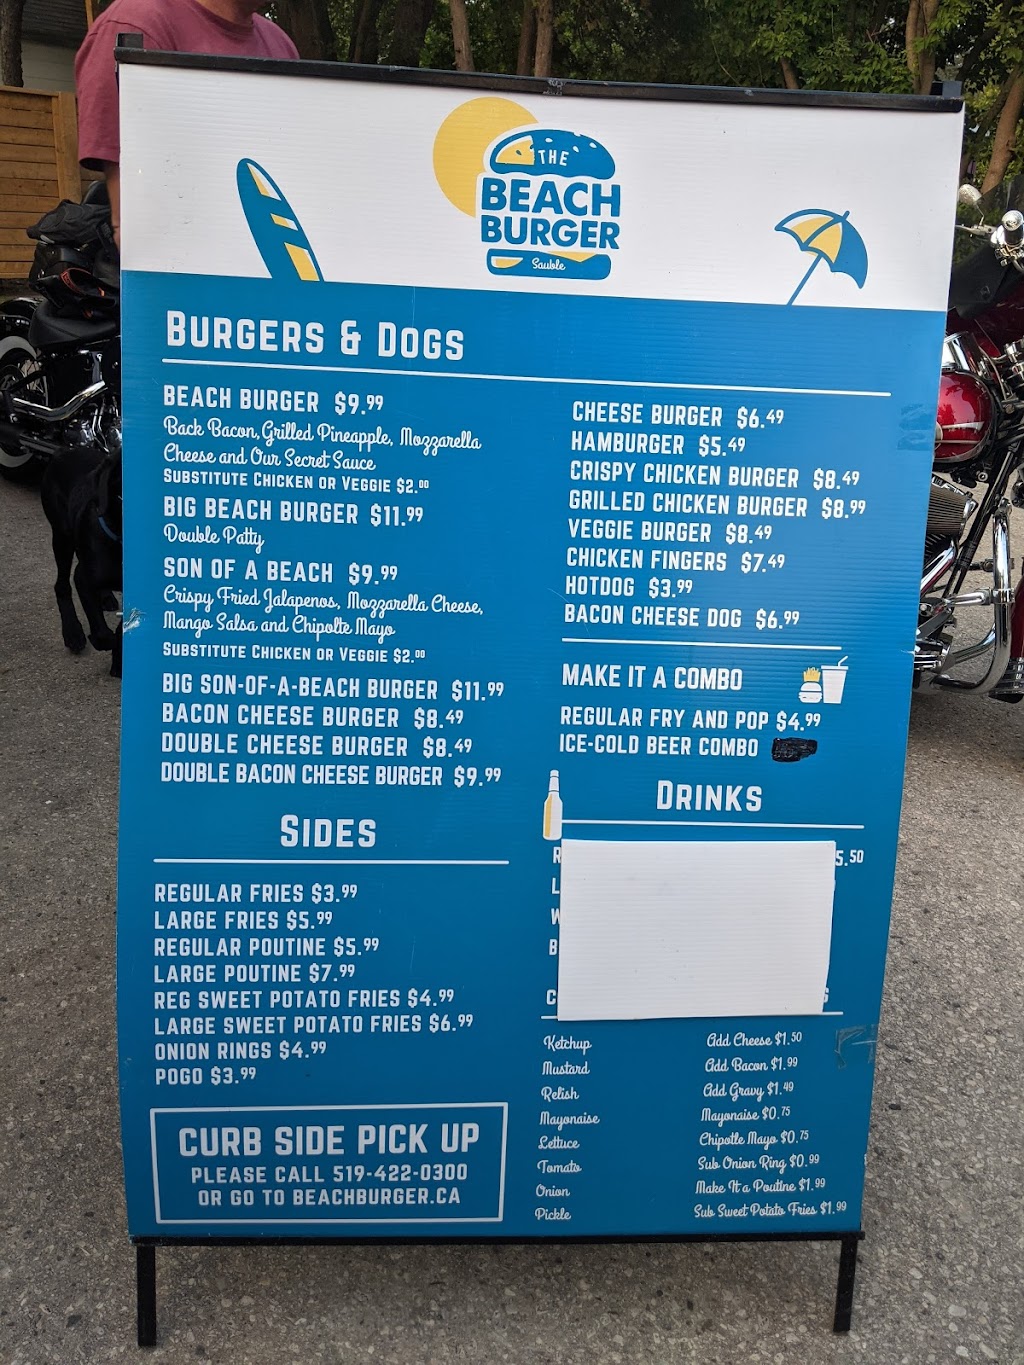 THE
BEACH
BURGER
Sauble
BURGERS & DOGS
BEACH BURGER $9.99
Back Bacon, Grilled Pineapple, Mozzarella
Cheese and Our Secret Sauce
SUBSTITUTE CHICKEN OR VEGGIE $2.00
BIG BEACH BURGER $11.99
Double Patty
SON OF A BEACH $9.99
Crispy Fried Jalapenos, Mozzarella Cheese,
Mango Salsa and Chipolte Mayo
SUBSTITUTE CHICKEN OR VEGGIE $2.00
BIG SON-OF-A-BEACH BURGER $11.99
BACON CHEESE BURGER $8.49
DOUBLE CHEESE BURGER $8.49
DOUBLE BACON CHEESE BURGER $9.99
CHEESE BURGER $6.49
HAMBURGER $5.49
CRISPY CHICKEN BURGER $8.49
GRILLED CHICKEN BURGER $8.99
VEGGIE BURGER $8.49
CHICKEN FINGERS $7.49
HOTDOG $3.99
BACON CHEESE DOG $6.99
MAKE IT A COMBO
REGULAR FRY AND POP $4.99
ICE-COLD BEER COMBO
SIDES
REGULAR FRIES $3.99
LARGE FRIES $5.99
REGULAR POUTINE $5.99
LARGE POUTINE $7.99
REG SWEET POTATO FRIES $4.99
LARGE SWEET POTATO FRIES $6.99
ONION RINGS $4.99
POGO $3.99
CURB SIDE PICK UP
PLEASE CALL 519-422-0300
OR GO TO BEACHBURGER.CA
DRINKS
5.50
Ketchup
Mustard
Relish
Mayonaise
Lettuce
Tomato
Onion
Pickle
Add Cheese $1.50
Add Bacon $1.99
Add Gravy $1.49
Mayonaise $0.75
Chipotle Mayo $0.75
Sub Onion Ring $0.99
Make It a Poutine $1.99
Sub Sweet Potato Fries $1.99